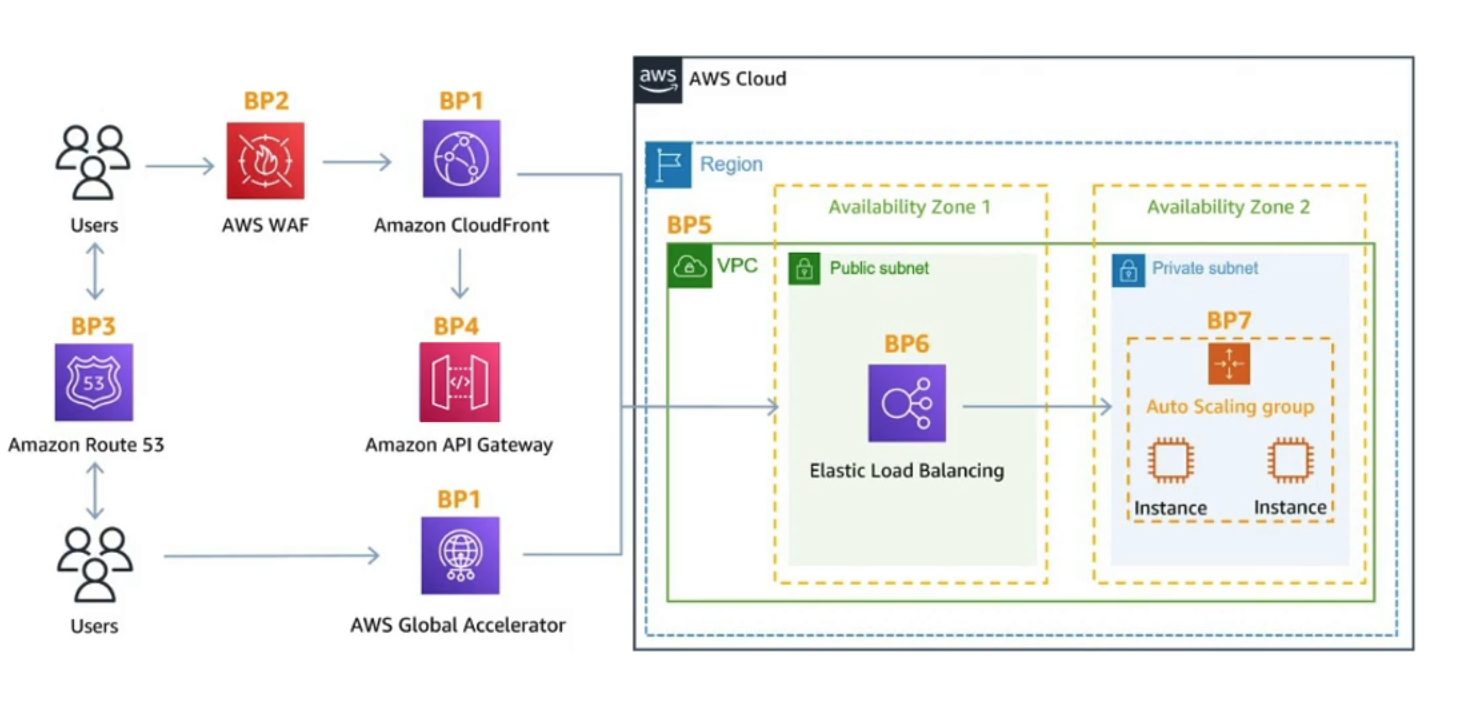 BP2
BP1
aws
AWS Cloud
Users
AWS WAF
Amazon CloudFront
Region
Availability Zone 1
Availability Zone 2
BP5
VPC
Public subnet
Private subnet
BP3
53
Amazon Route 53
BP4
</>
Amazon API Gateway
BP6
Elastic Load Balancing
BP7
Auto Scaling group
Instance
Instance
BP1
Users
AWS Global Accelerator